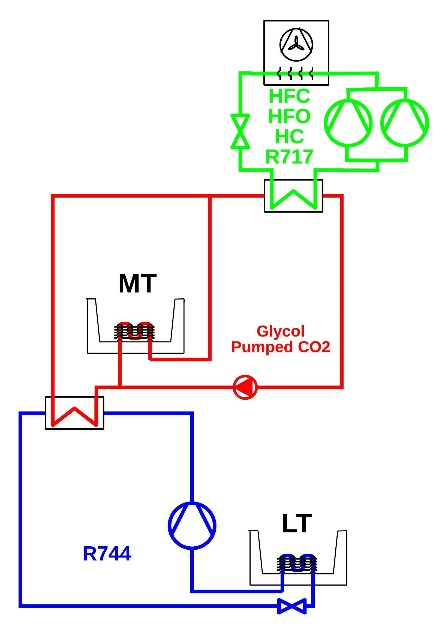 HFC
HFO
HC
R717
MT
Glycol
Pumped CO2
LT
R744